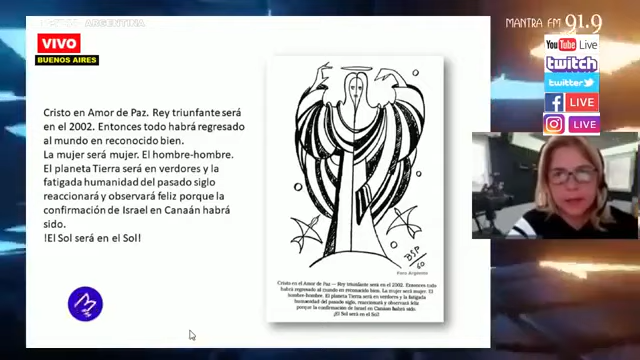 ARGENTINA
MANTRA FM 91.9
VIVO
BUENOS AIRES
YouTube Live
twitch
twitter
LIVE
LIVE
Cristo en Amor de Paz. Rey triunfante será
en el 2002. Entonces todo habrá regresado
al mundo en reconocido bien.
La mujer será mujer. El hombre-hombre.
El planeta Tierra será en verdores y la
fatigada humanidad del pasado siglo
reaccionará y observará feliz porque la
confirmación de Israel en Canaán habrá
sido.
!El Sol será en el Sol!
BSP
60
Cristo en el Amor de Paz — Rey triunfante será en el 2002. Entonces todo
habrá regresado al mundo en reconocido bien. La mujer será mujer. El
hombre-hombre. El planeta Tierra será en verdores y la fatigada
humanidad del pasado siglo, reaccionará y observará feliz
porque la confirmación de Israel en Canaán habrá sido.
¡El Sol será en el Sol!